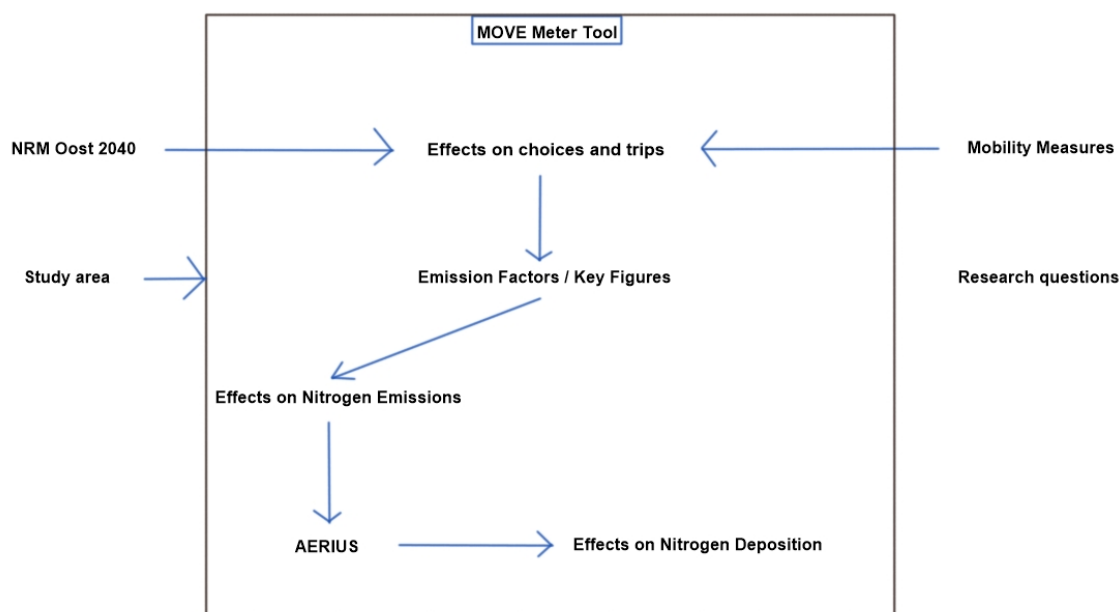 MOVE Meter Tool
NRM Oost 2040
Effects on choices and trips
Mobility Measures
Study area
Emission Factors / Key Figures
Research questions
Effects on Nitrogen Emissions
AERIUS
Effects on Nitrogen Deposition